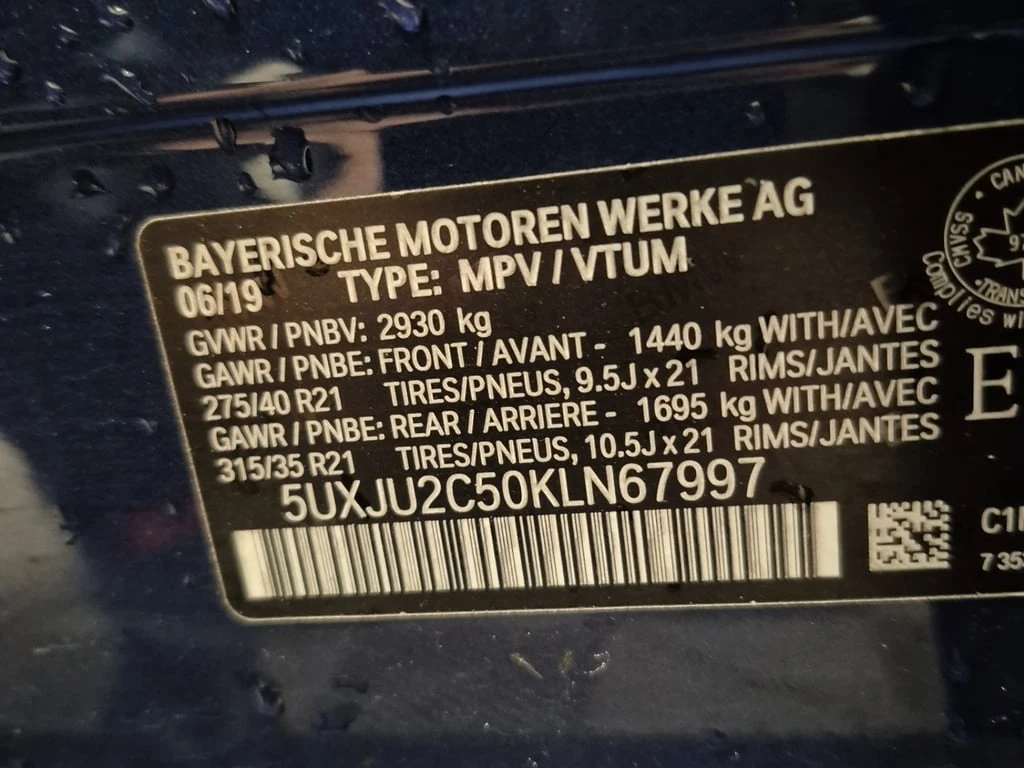 BAYERISCHE MOTOREN WERKE AG
06/19 TYPE: MPV / VTUM
GVWR / PNBV: 2930 kg
GAWR / PNBE: FRONT / AVANT - 1440 kg WITH/AVEC
275/40 R21 TIRES/PNEUS, 9.5J x 21 RIMS/JANTES
GAWR / PNBE: REAR / ARRIERE - 1695 kg WITH/AVEC
315/35 R21 TIRES/PNEUS, 10.5J x 21 RIMS/JANTES
5UXJU2C50KLN67997
CMVSS
Complies
E